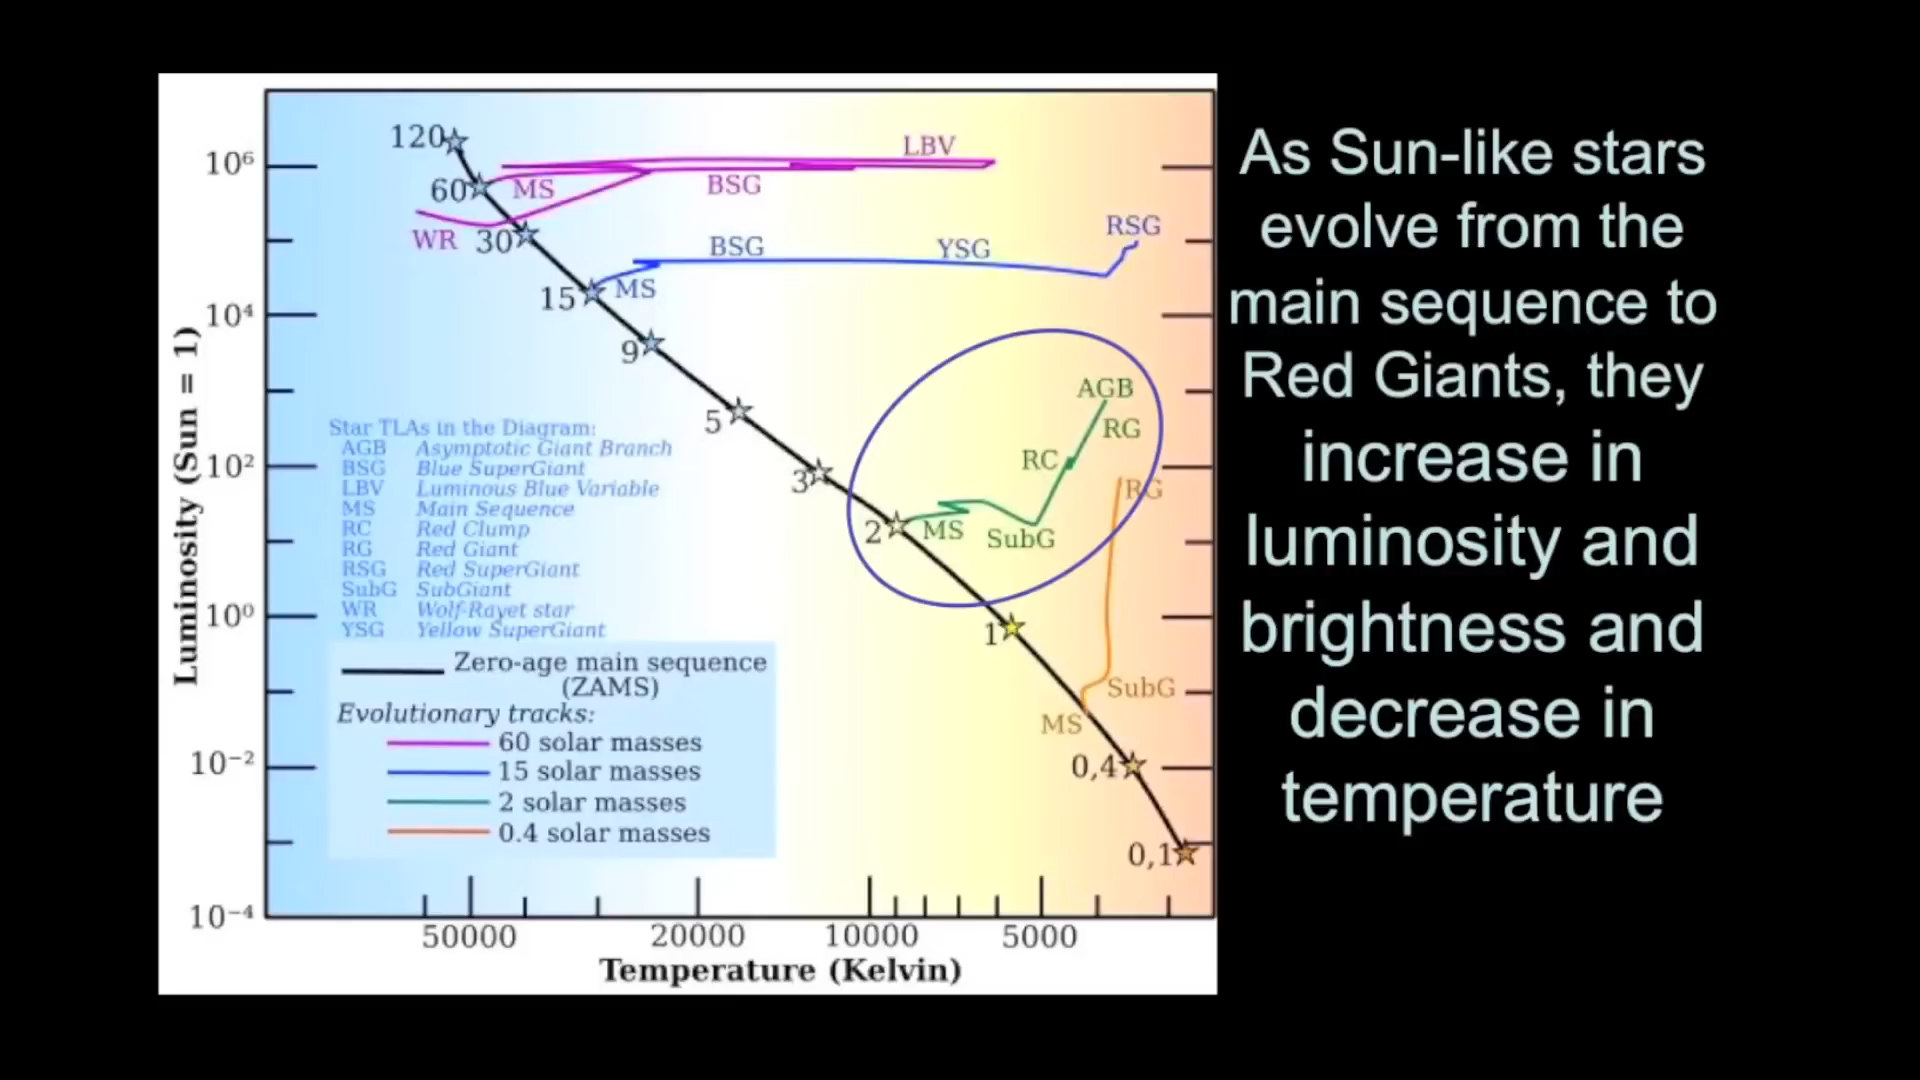 120
10⁶
LBV
60
MS
BSG
WR
30
RSG
BSG
YSG
15
MS
10⁴
9
AGB
RG
5
RC
10²
3
RG
2
MS
SubG
10⁰
1
SubG
MS
10⁻²
0,4
0,1
10⁻⁴
Luminosity (Sun = 1)
Star TLAs in the Diagram:
AGB Asymptotic Giant Branch
BSG Blue SuperGiant
LBV Luminous Blue Variable
MS Main Sequence
RC Red Clump
RG Red Giant
RSG Red SuperGiant
SubG SubGiant
WR Wolf-Rayet star
YSG Yellow SuperGiant
Zero-age main sequence
(ZAMS)
Evolutionary tracks:
60 solar masses
15 solar masses
2 solar masses
0.4 solar masses
50000 20000 10000 5000
Temperature (Kelvin)
As Sun-like stars
evolve from the
main sequence to
Red Giants, they
increase in
luminosity and
brightness and
decrease in
temperature